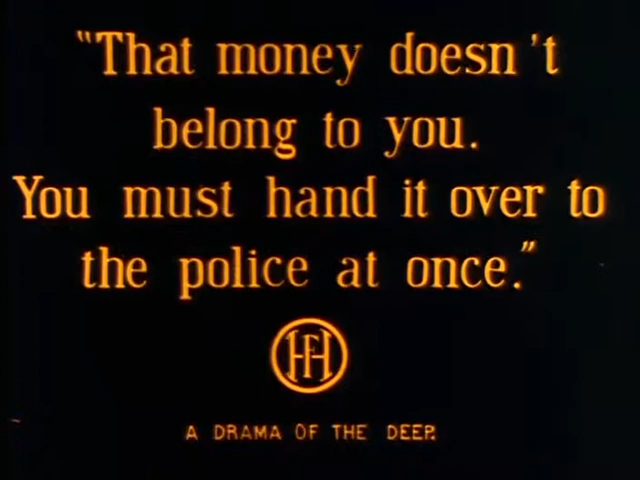 "That money doesn't
belong to you.
You must hand it over to
the police at once."
HFH
A DRAMA OF THE DEEP.